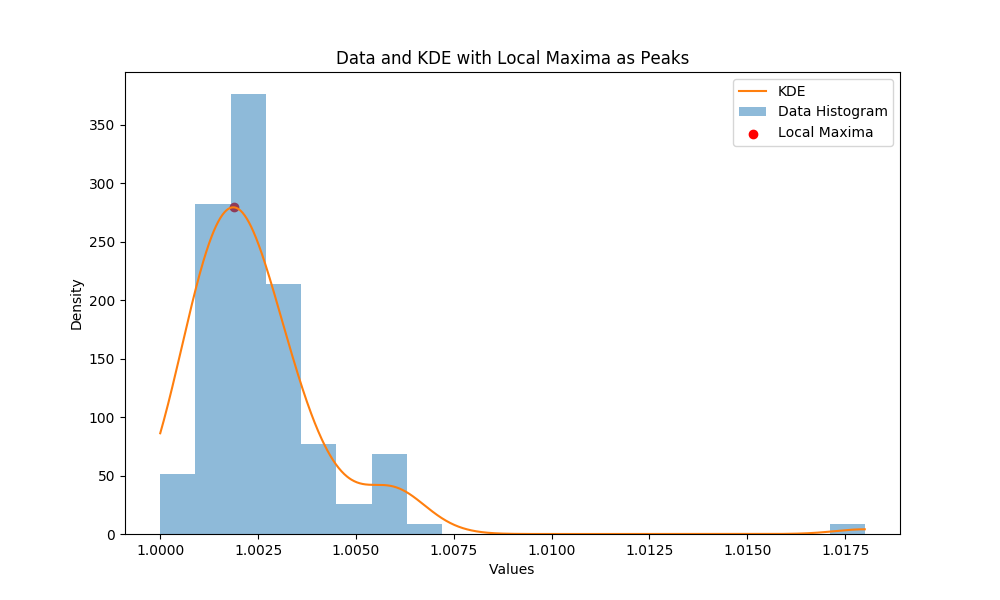 Data and KDE with Local Maxima as Peaks
KDE
Data Histogram
Local Maxima
350
300
250
200
150
100
50
0
Density
1.0000 1.0025 1.0050 1.0075 1.0100 1.0125 1.0150 1.0175
Values